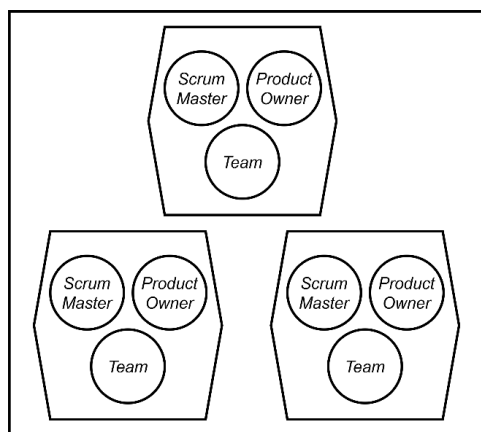 Scrum
Master
Product
Owner
Team
Scrum
Master
Product
Owner
Team
Scrum
Master
Product
Owner
Team